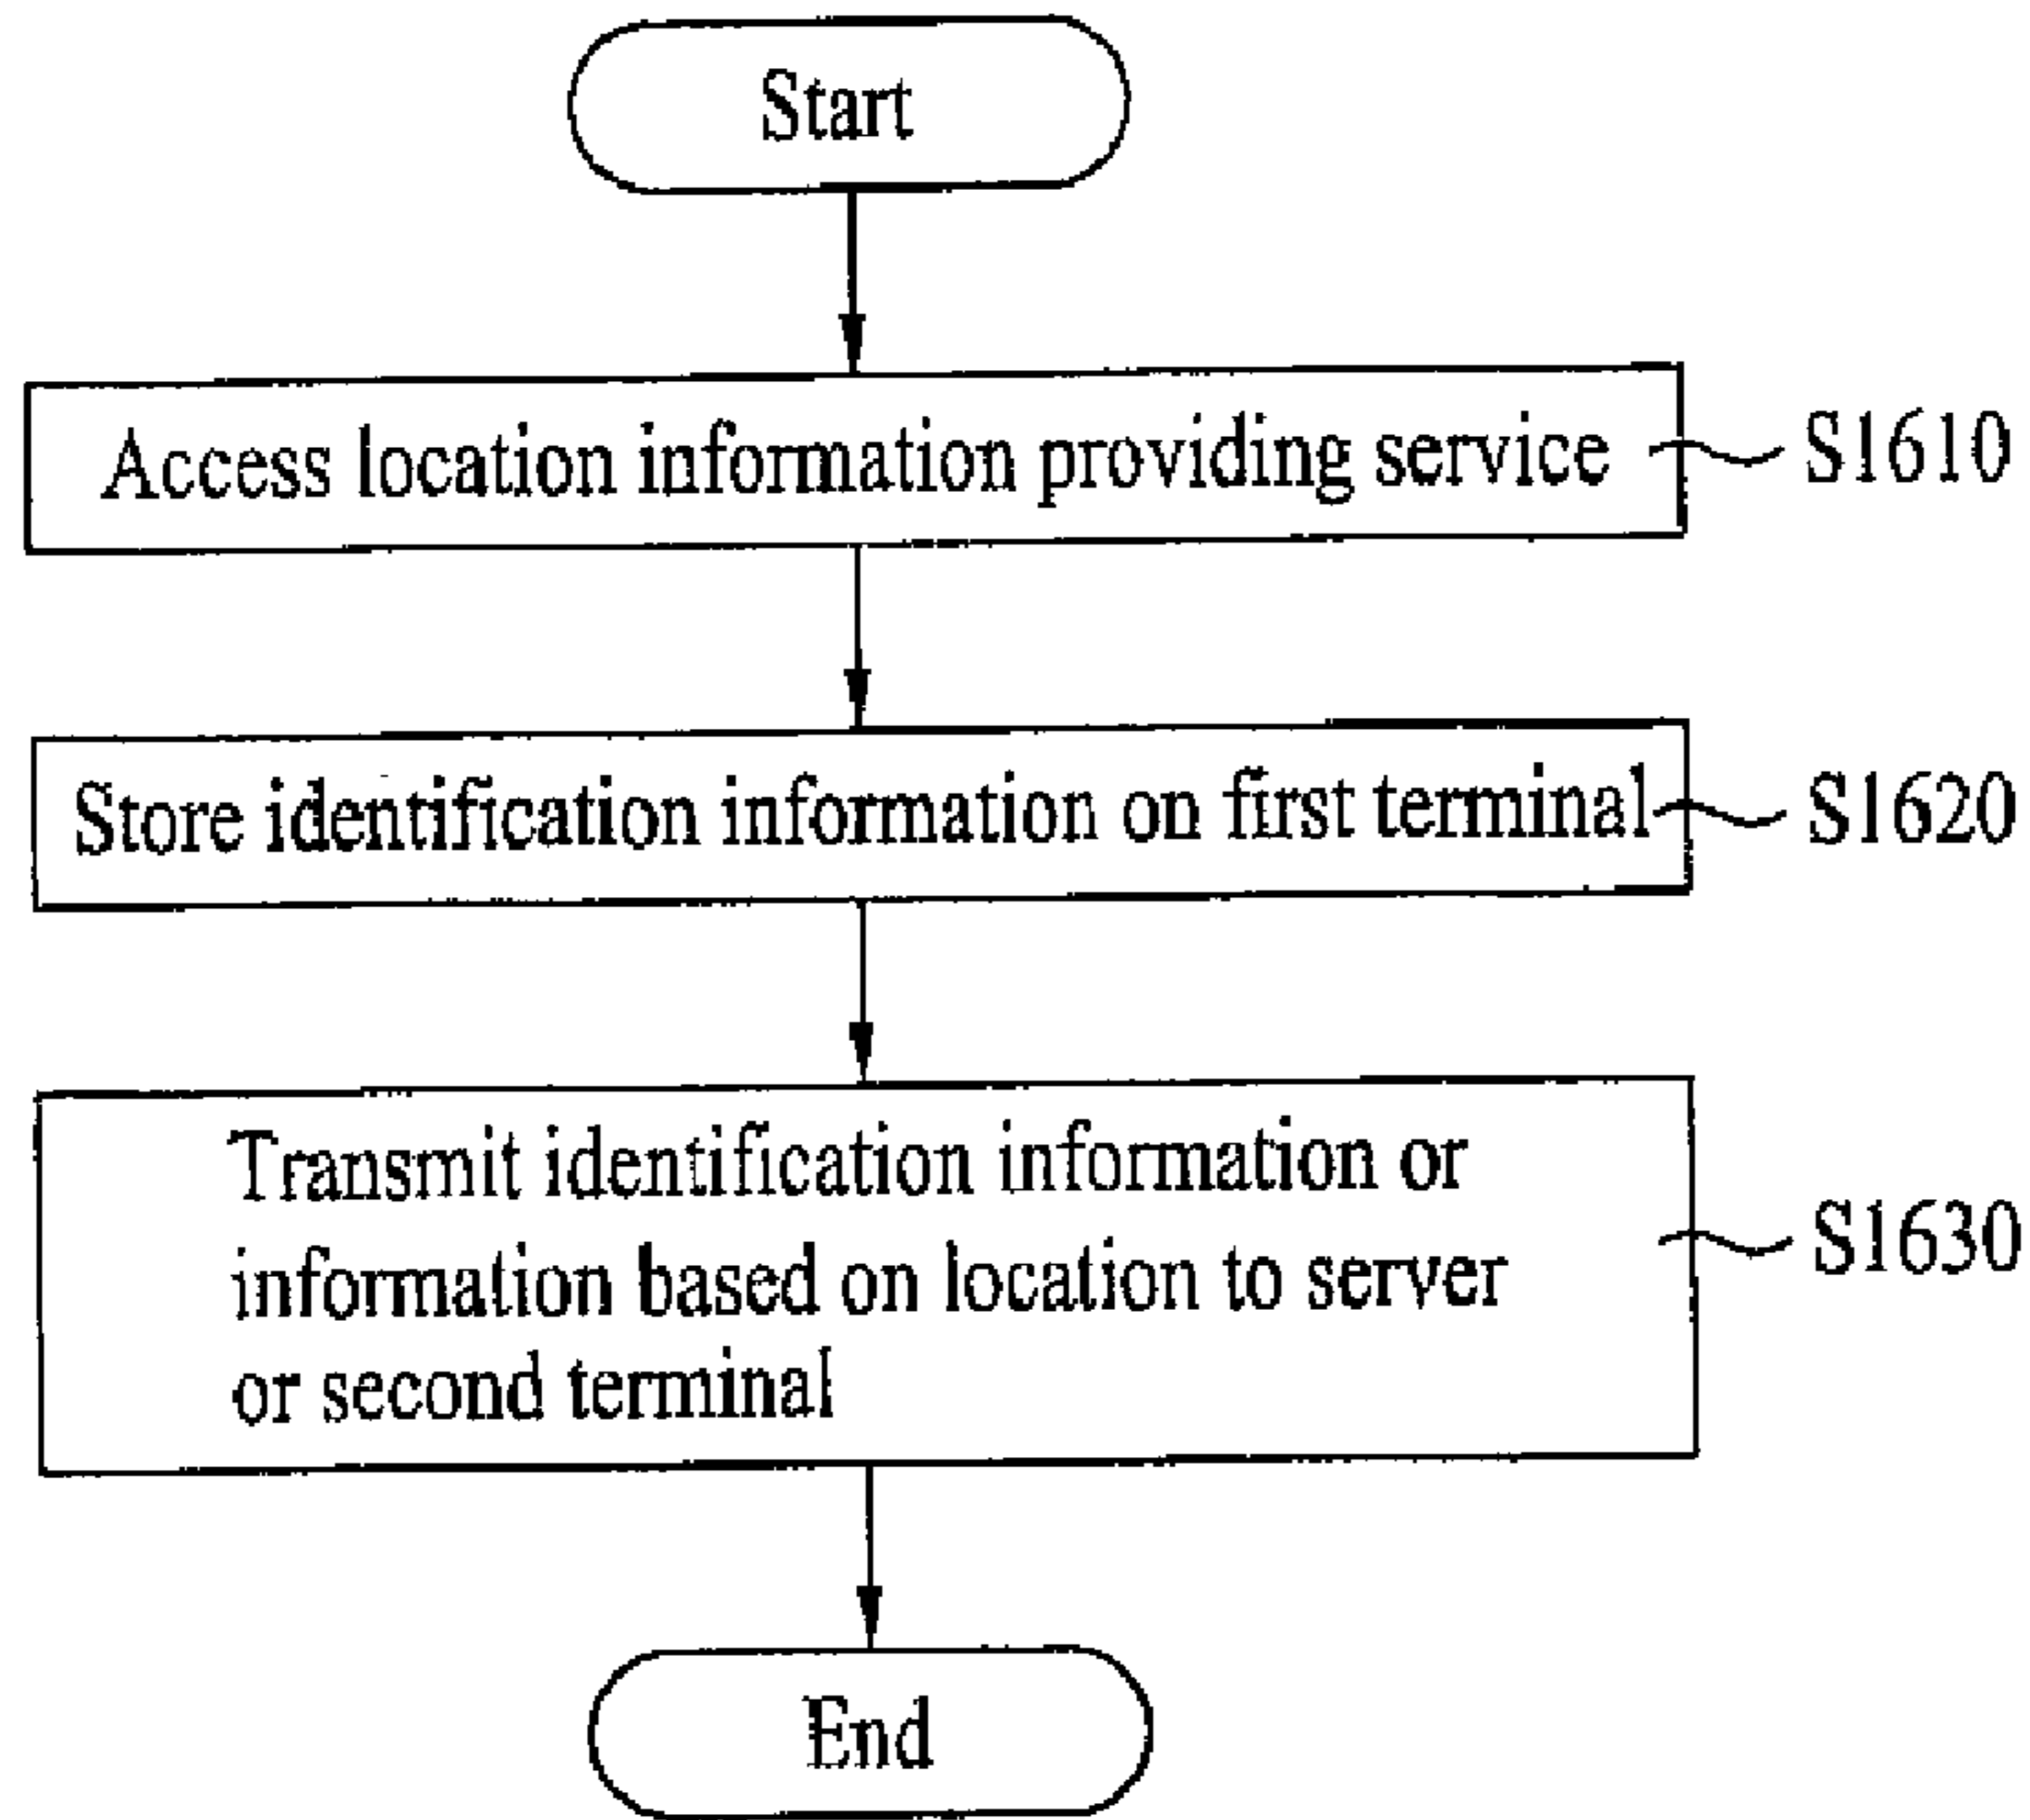 Start
Access location information providing service
S1610
Store identification information on first terminal
S1620
Transmit identification information or
information based on location to server
or second terminal
S1630
End